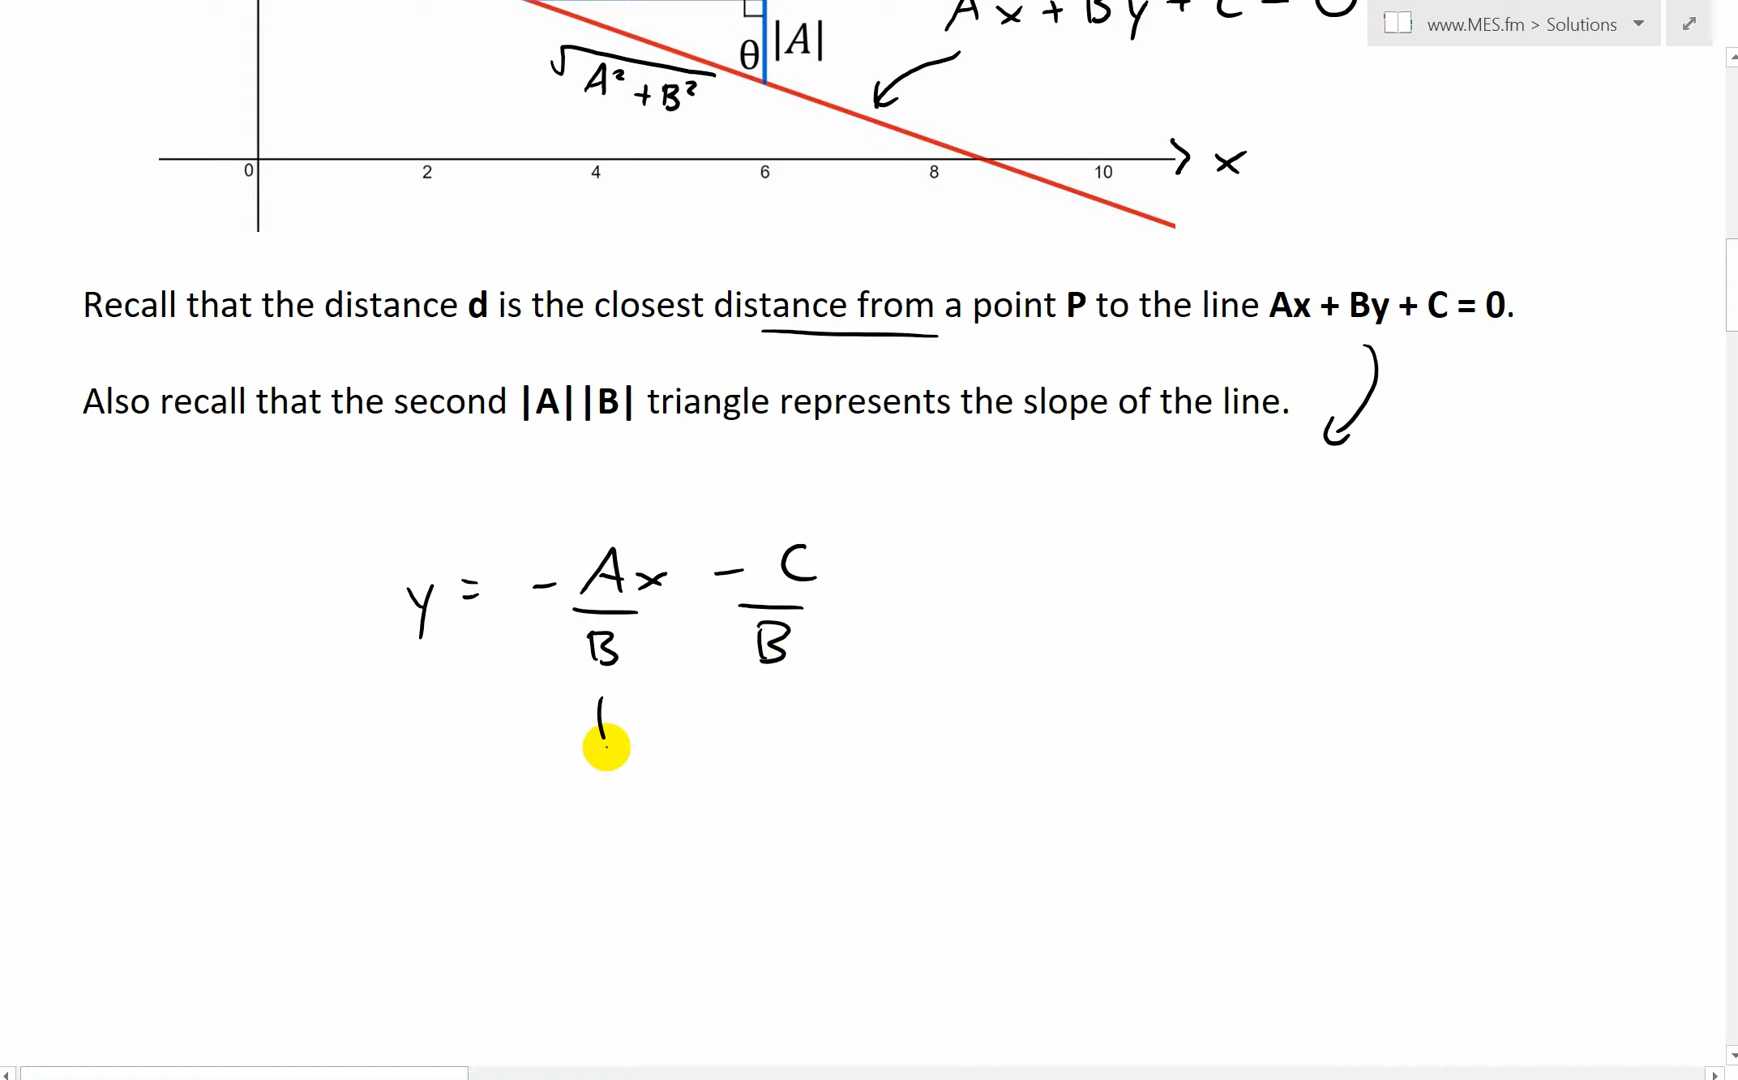 Ax + By + C = 0
www.MES.fm > Solutions
θ |A|
√A² + B²
x
0 2 4 6 8 10
Recall that the distance d is the closest distance from a point P to the line Ax + By + C = 0.
Also recall that the second |A||B| triangle represents the slope of the line.
y = - Ax/B - C/B